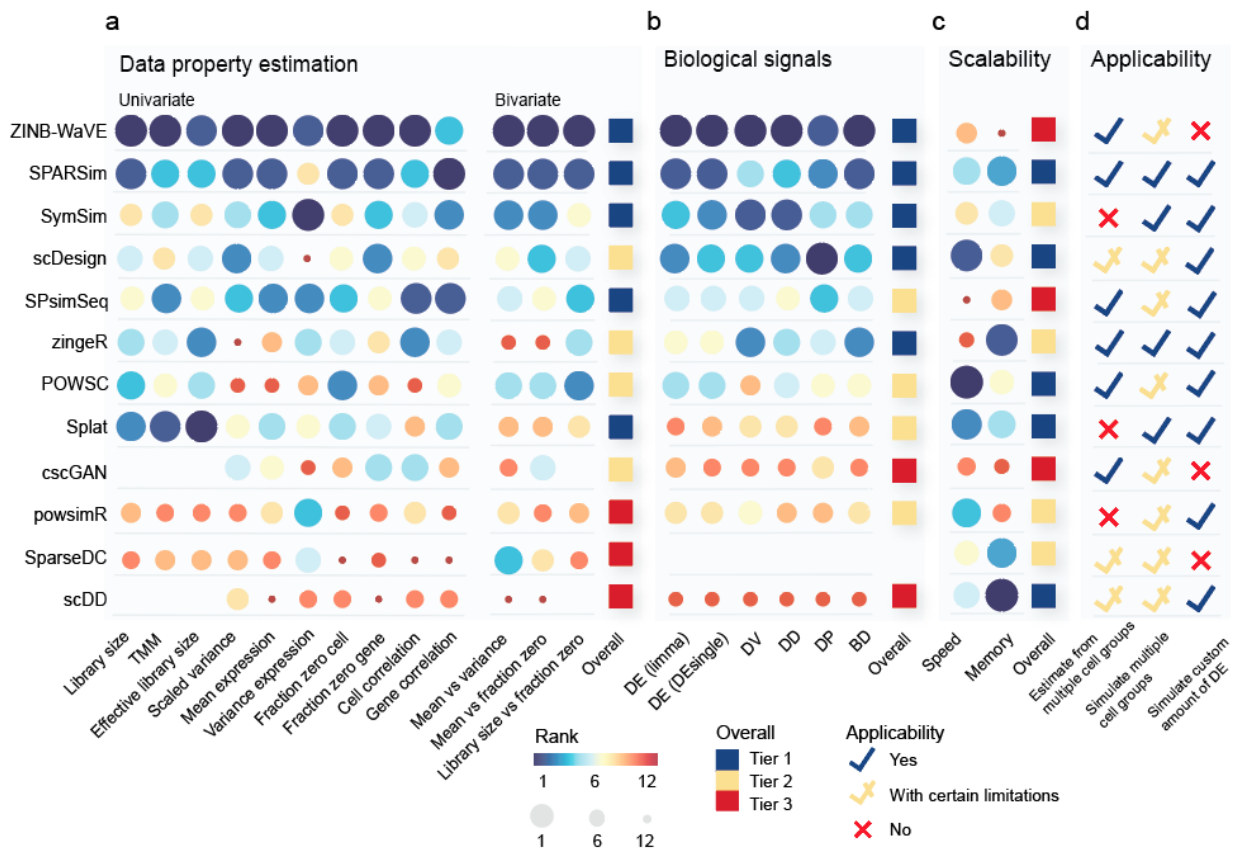 a
b
c
d
Data property estimation
Biological signals
Scalability
Applicability
Univariate
Bivariate
ZINB-WaVE
SPARSim
SymSim
scDesign
SPsimSeq
zingeR
POWSC
Splat
cscGAN
powsimR
SparseDC
scDD
Library size
TMM
Effective library size
Scaled variance
Mean expression
Variance expression
Fraction zero cell
Fraction zero gene
Cell correlation
Gene correlation
Mean vs variance
Mean vs fraction zero
Library size vs fraction zero
Overall
DE (limma)
DE (DEsingle)
DV
DD
DP
BD
Overall
Speed
Memory
Overall
Estimate from
multiple cell groups
Simulate multiple
cell groups
Simulate custom
amount of DE
Rank
1 6 12
1 6 12
Overall
Tier 1
Tier 2
Tier 3
Applicability
Yes
With certain limitations
No